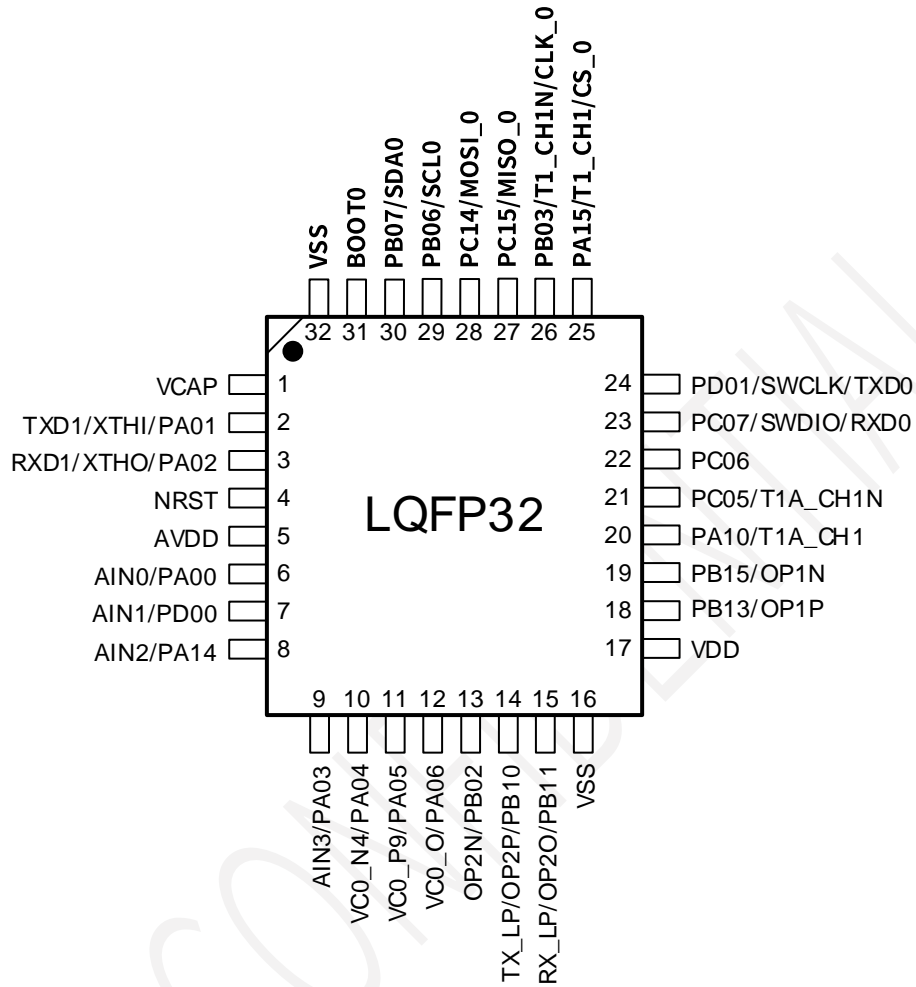 VSS
BOOT0
PB07/SDA0
PB06/SCL0
PC14/MOSI_0
PC15/MISO_0
PB03/T1_CH1N/CLK_0
PA15/T1_CH1/CS_0
32 31 30 29 28 27 26 25
VCAP 1
TXD1/XTHI/PA01 2
RXD1/XTHO/PA02 3
NRST 4
AVDD 5
AIN0/PA00 6
AIN1/PD00 7
AIN2/PA14 8
LQFP32
24 PD01/SWCLK/TXD0
23 PC07/SWDIO/RXD0
22 PC06
21 PC05/T1A_CH1N
20 PA10/T1A_CH1
19 PB15/OP1N
18 PB13/OP1P
17 VDD
9 10 11 12 13 14 15 16
AIN3/PA03
VC0_N4/PA04
VC0_P9/PA05
VC0_O/PA06
OP2N/PB02
TX_LP/OP2P/PB10
RX_LP/OP2O/PB11
VSS
CONFIDENTIAL